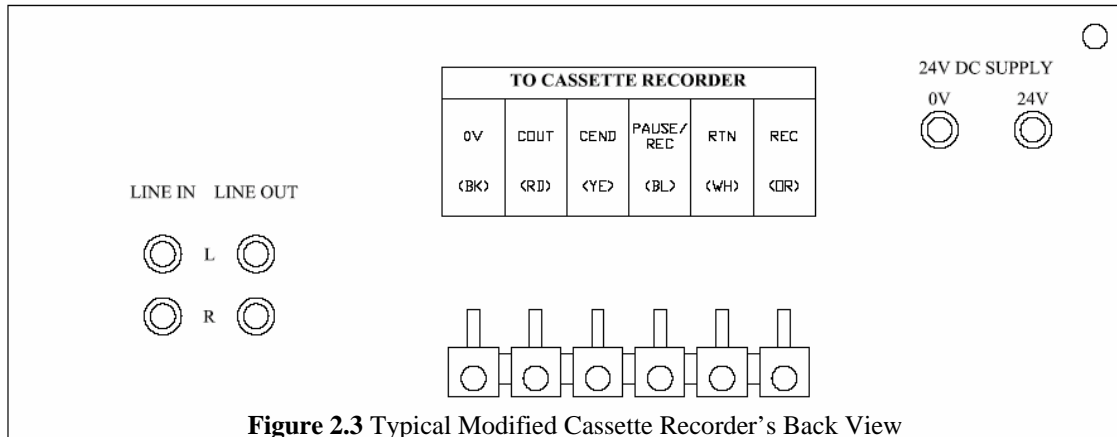 24V DC SUPPLY
0V 24V
TO CASSETTE RECORDER
0V COUT CEND PAUSE/ REC RTN REC
(BK) (RD) (YE) (BL) (WH) (OR)
LINE IN LINE OUT
L
R
Figure 2.3 Typical Modified Cassette Recorder's Back View